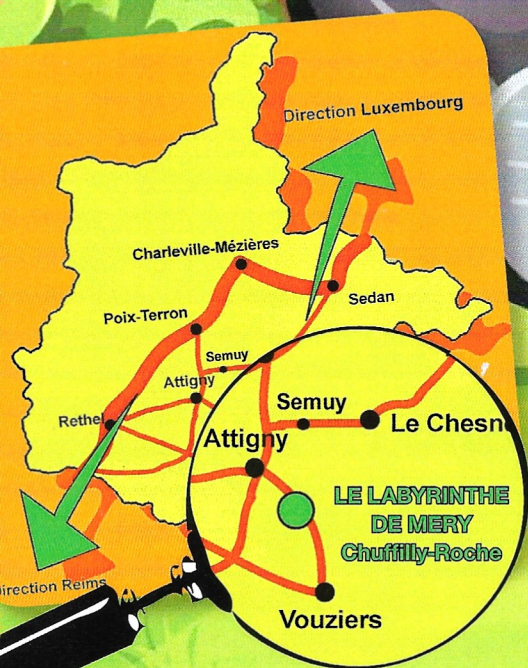 Direction Luxembourg
Charleville-Mézières
Sedan
Poix-Terron
Semuy
Attigny
Rethel
Semuy
Le Chesn
Attigny
LE LABYRINTHE
DE MERY
Chuffilly-Roche
Vouziers
Direction Reims